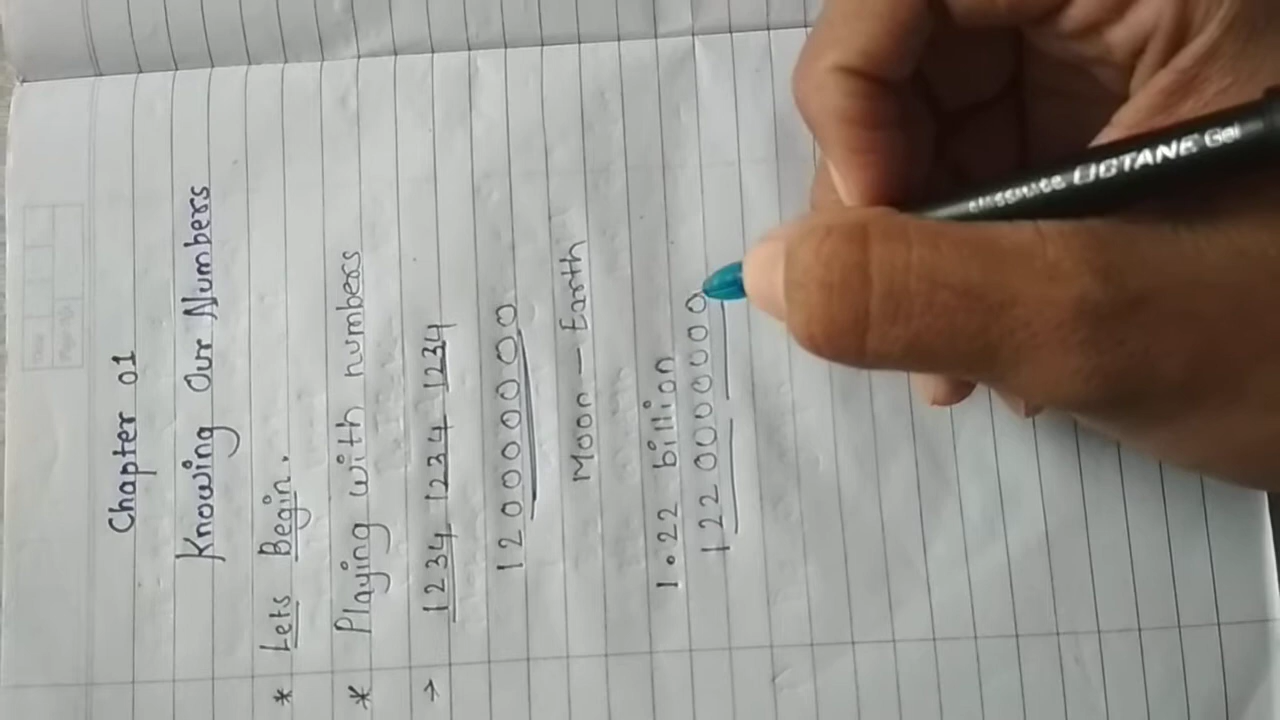 Chapter 01
Knowing Our Numbers
* Lets Begin.
* Playing with numbers
→ 1234 1234 1234
120000000
Moon – Earth
1.22 billion
1220000000
classmate OCTANE Gel